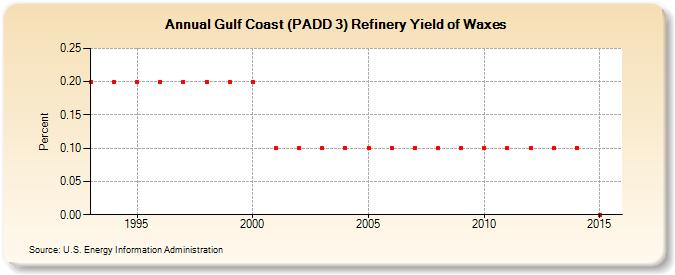 Annual Gulf Coast (PADD 3) Refinery Yield of Waxes
Percent
0.25
0.20
0.15
0.10
0.05
0.00
1995 2000 2005 2010 2015
Source: U.S. Energy Information Administration